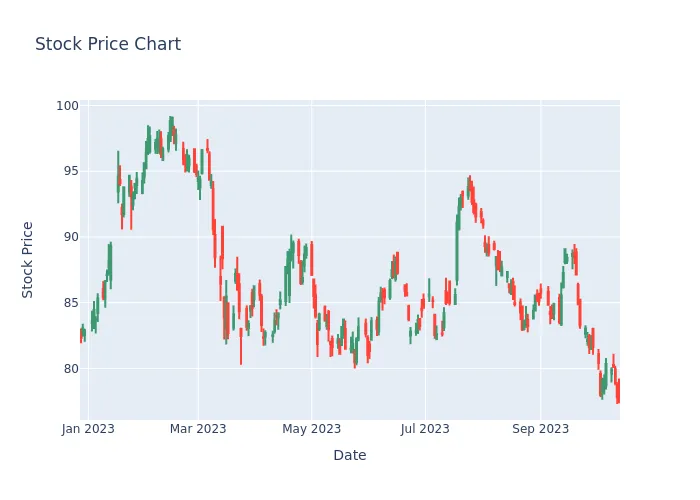 Stock Price Chart
Stock Price
100
95
90
85
80
Jan 2023
Mar 2023
May 2023
Jul 2023
Sep 2023
Date